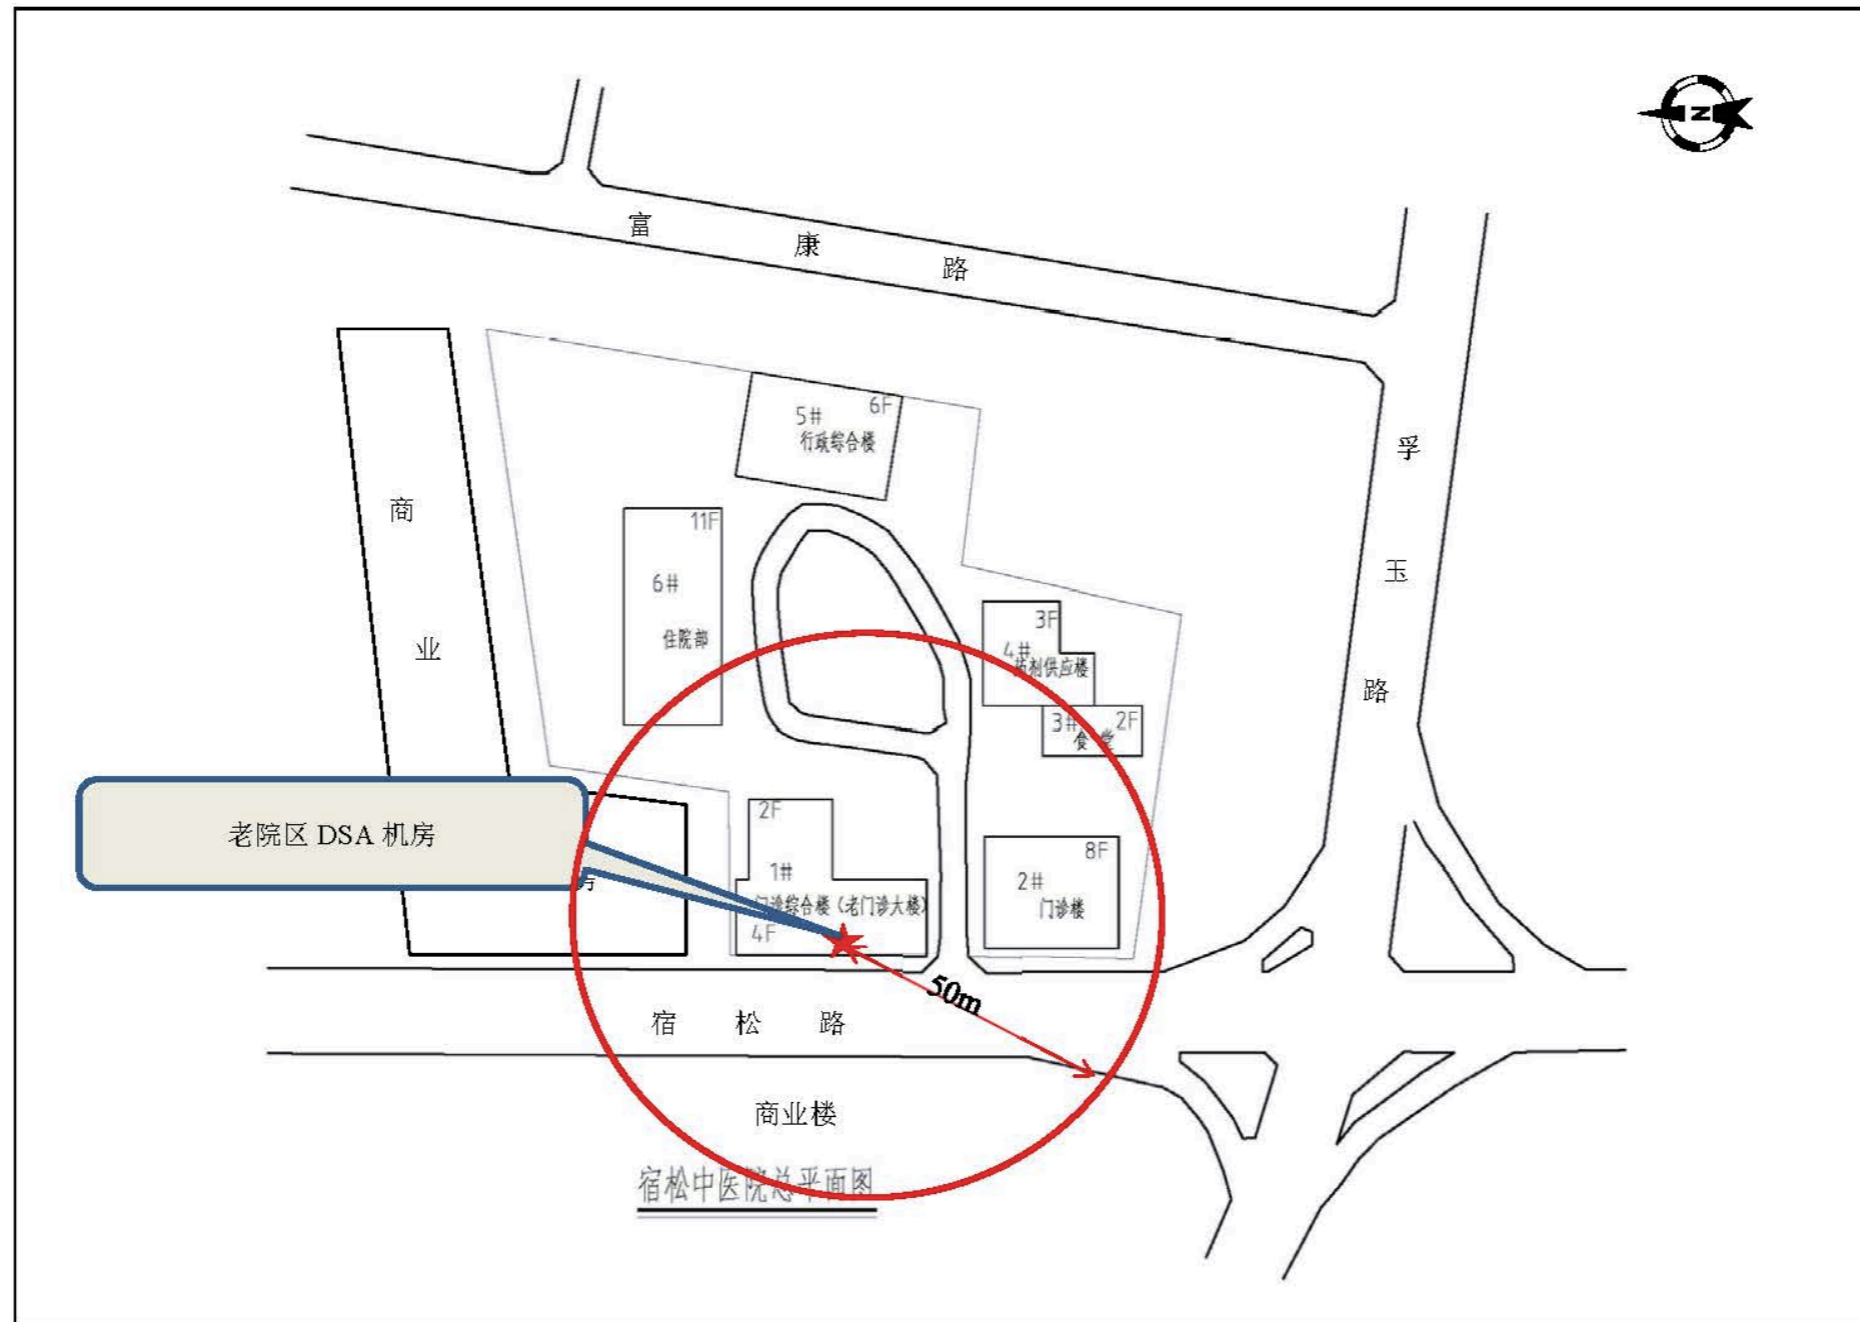 N
富康路
孚玉路
5# 6F
行政综合楼
11F
6#
住院部
商业
3F
4#
药剂供应楼
3# 2F
食堂
老院区 DSA 机房
2F
1#
门诊综合楼（老门诊大楼）
4F
8F
2#
门诊楼
50m
宿松路
商业楼
宿松中医院总平面图